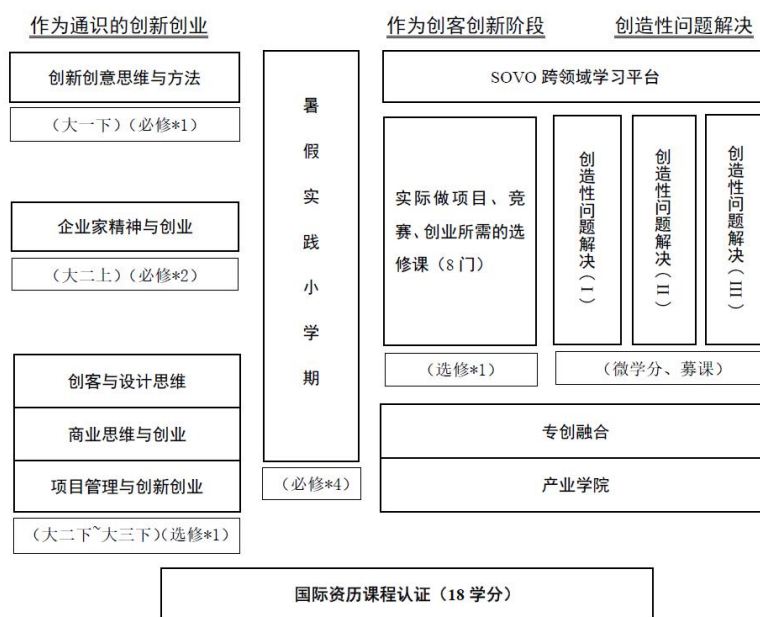 作为通识的创新创业
作为创客创新阶段
创造性问题解决
创新创意思维与方法
（大一下）（必修*1）
企业家精神与创业
（大二上）（必修*2）
创客与设计思维
商业思维与创业
项目管理与创新创业
（大二下~大三下）（选修*1）
暑假实践小学期
（必修*4）
SOVO 跨领域学习平台
实际做项目、竞
赛、创业所需的选
修课（8 门）
（选修*1）
创造性问题解决（I）
创造性问题解决（II）
创造性问题解决（III）
（微学分、募课）
专创融合
产业学院
国际资历课程认证（18 学分）